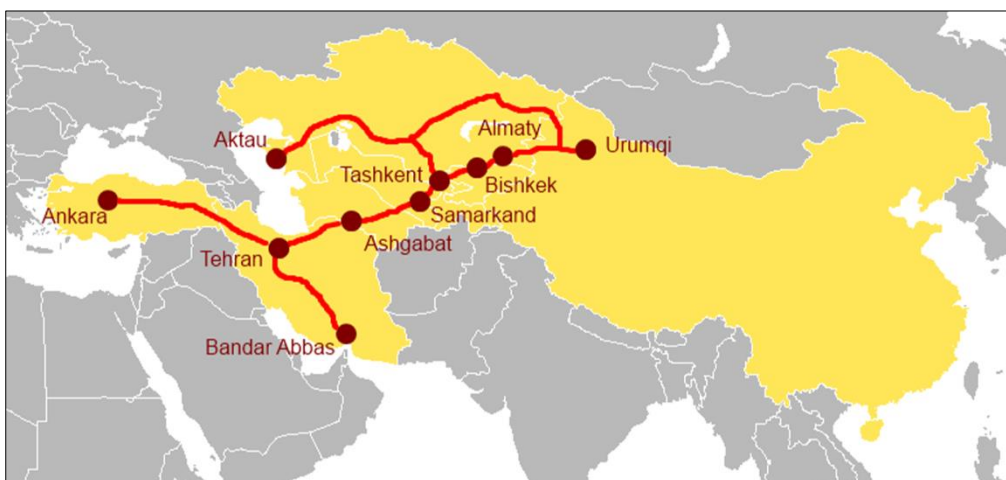 Aktau
Almaty
Urumqi
Tashkent
Bishkek
Ankara
Samarkand
Ashgabat
Tehran
Bandar Abbas